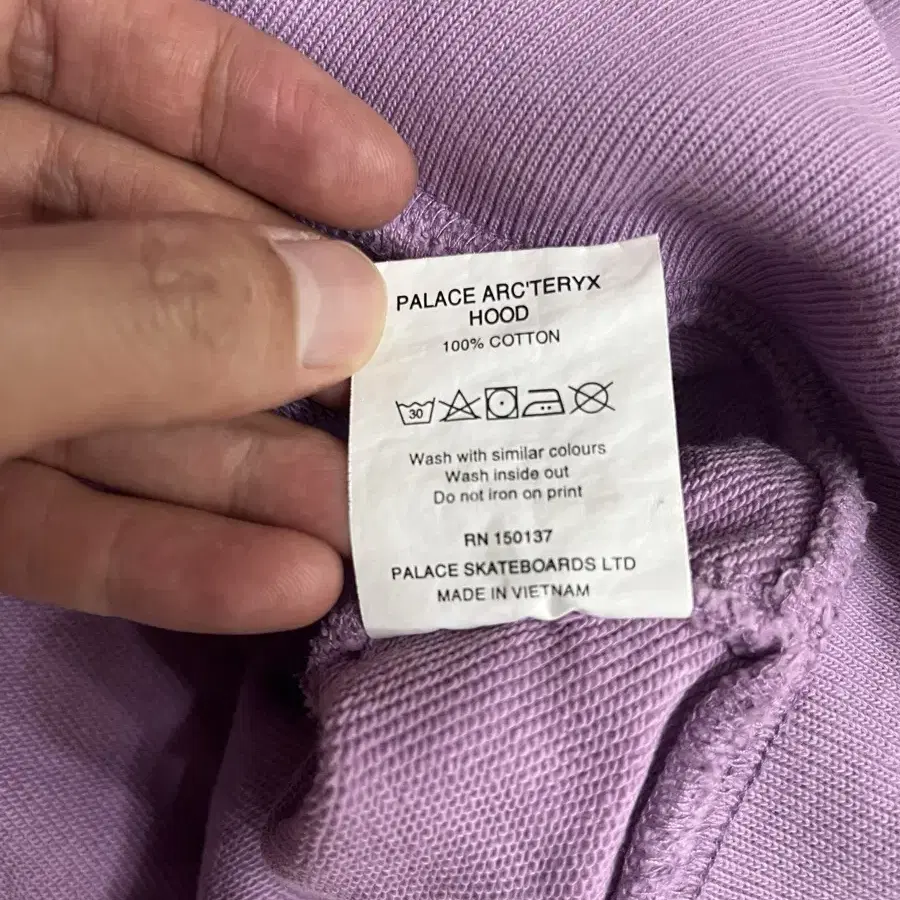 PALACE ARC'TERYX
HOOD
100% COTTON
30
Wash with similar colours
Wash inside out
Do not iron on print
RN 150137
PALACE SKATEBOARDS LTD
MADE IN VIETNAM